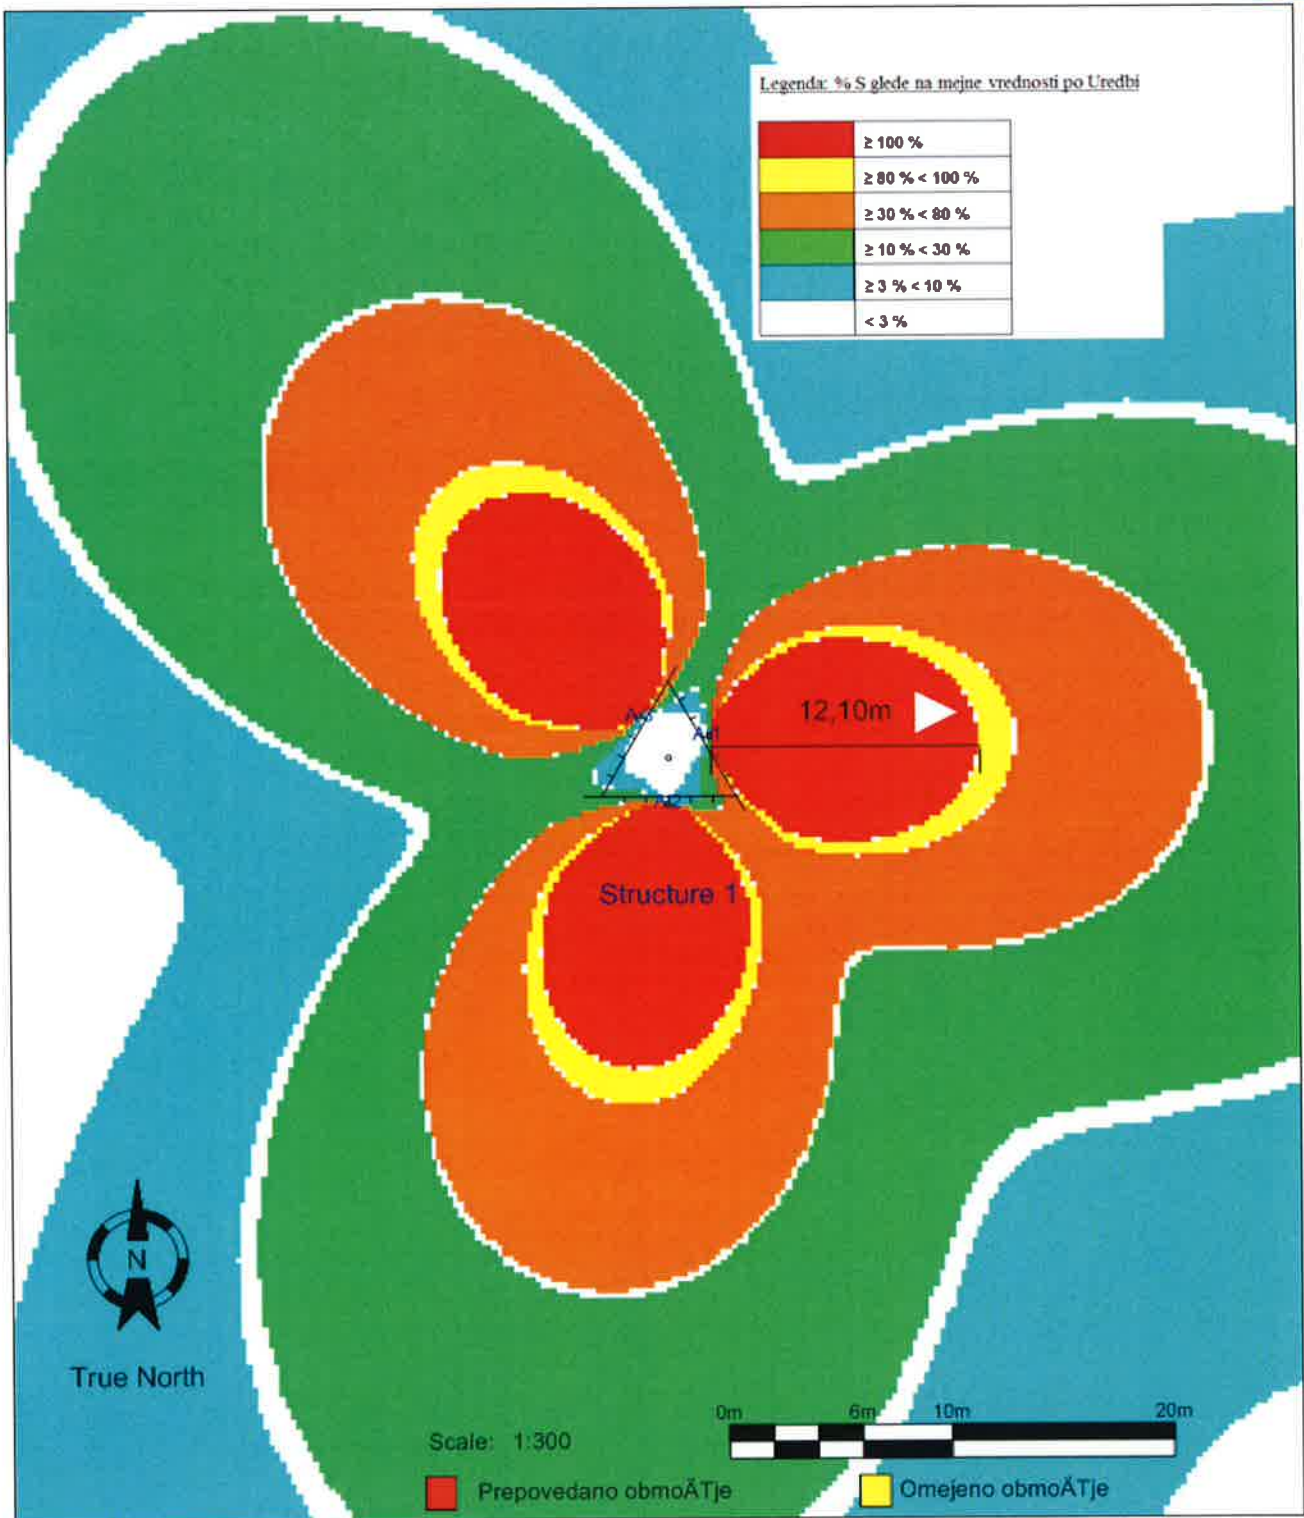 Legenda: % S glede na mejne vrednosti po Uredbi
≥ 100 %
≥ 80 % < 100 %
≥ 30 % < 80 %
≥ 10 % < 30 %
≥ 3 % < 10 %
< 3 %
12,10m
Structure 1
N
True North
0m 6m 10m 20m
Scale: 1:300
Prepovedano obmoÄTje
Omejeno obmoÄTje